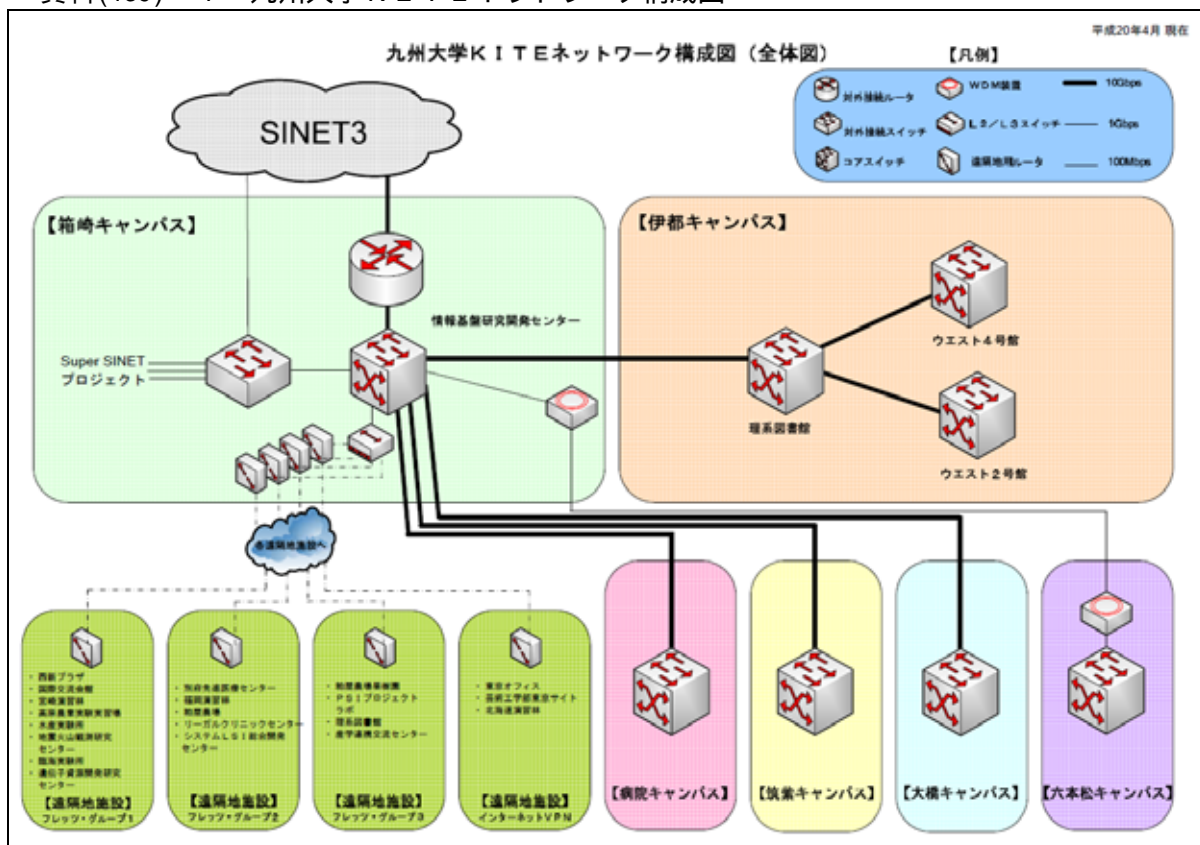 平成20年4月 現在
九州大学KITEネットワーク構成図（全体図）
【凡例】
対外接続ルータ
WDM装置
10Gbps
対外接続スイッチ
L2／L3スイッチ
1Gbps
コアスイッチ
遠隔地用ルータ
100Mbps
SINET3
【箱崎キャンパス】
【伊都キャンパス】
情報基盤研究開発センター
Super SINET
プロジェクト
ウエスト4号館
理系図書館
ウエスト2号館
各遠隔地施設へ
・西新プラザ
・国際交流会館
・宮崎演習林
・高原農業実験実習場
・水産実験所
・地震火山観測研究
センター
・臨海実験所
・遺伝子資源開発研究
センター
【遠隔地施設】
フレッツ・グループ1
・別府先進医療センター
・福岡演習林
・粕屋農場
・リーガルクリニックセンター
・システムLSI総合開発
センター
【遠隔地施設】
フレッツ・グループ2
・粕屋農場果樹園
・PSIプロジェクト
ラボ
・理系図書館
・産学連携交流センター
【遠隔地施設】
フレッツ・グループ3
・東京オフィス
・芸術工学部東京サイト
・北海道演習林
【遠隔地施設】
インターネットVPN
【病院キャンパス】
【筑紫キャンパス】
【大橋キャンパス】
【六本松キャンパス】